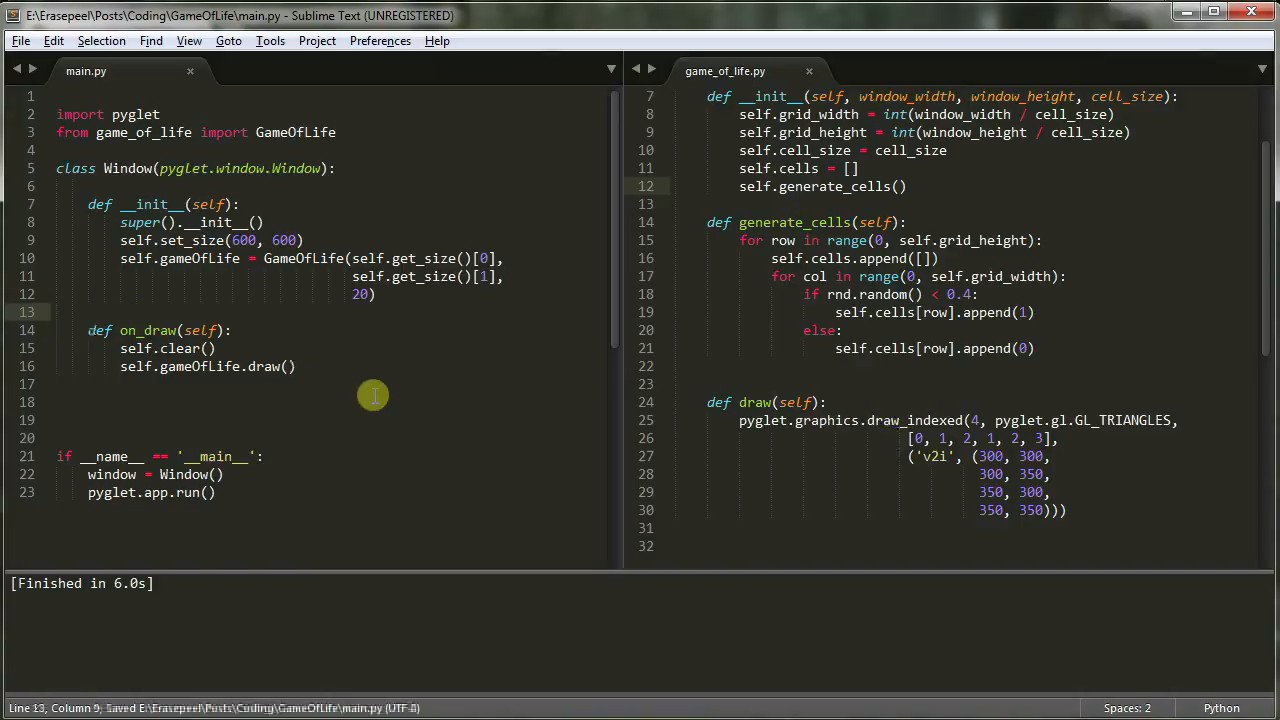 E:\Erasepeel\Posts\Coding\GameOfLife\main.py - Sublime Text (UNREGISTERED)
File Edit Selection Find View Goto Tools Project Preferences Help
main.py
1
2 import pyglet
3 from game_of_life import GameOfLife
4
5 class Window(pyglet.window.Window):
6
7 def __init__(self):
8 super().__init__()
9 self.set_size(600, 600)
10 self.gameOfLife = GameOfLife(self.get_size()[0],
11 self.get_size()[1],
12 20)
13
14 def on_draw(self):
15 self.clear()
16 self.gameOfLife.draw()
17
18
19
20
21 if __name__ == '__main__':
22 window = Window()
23 pyglet.app.run()
game_of_life.py
7 def __init__(self, window_width, window_height, cell_size):
8 self.grid_width = int(window_width / cell_size)
9 self.grid_height = int(window_height / cell_size)
10 self.cell_size = cell_size
11 self.cells = []
12 self.generate_cells()
13
14 def generate_cells(self):
15 for row in range(0, self.grid_height):
16 self.cells.append([])
17 for col in range(0, self.grid_width):
18 if rnd.random() < 0.4:
19 self.cells[row].append(1)
20 else:
21 self.cells[row].append(0)
22
23
24 def draw(self):
25 pyglet.graphics.draw_indexed(4, pyglet.gl.GL_TRIANGLES,
26 [0, 1, 2, 1, 2, 3],
27 ('v2i', (300, 300,
28 300, 350,
29 350, 300,
30 350, 350)))
31
32
[Finished in 6.0s]
Line 13, Column 9, Saved E:\Erasepeel\Posts\Coding\GameOfLife\main.py (UTF-8) Spaces: 2 Python